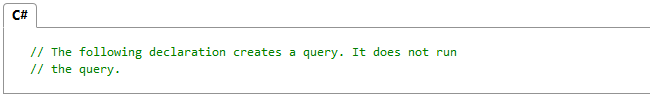 C#
// The following declaration creates a query. It does not run
// the query.